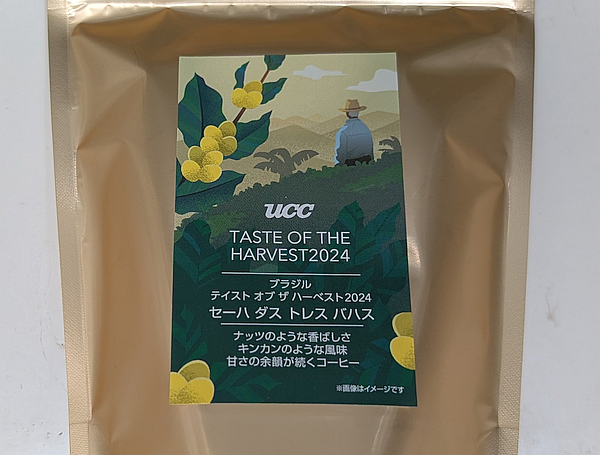 ucc
TASTE OF THE
HARVEST2024
ブラジル
テイスト オブ ザ ハーベスト2024
セーハ ダス トレス バハス
ナッツのような香ばしさ
キンカンのような風味
甘さの余韻が続くコーヒー
※画像はイメージです